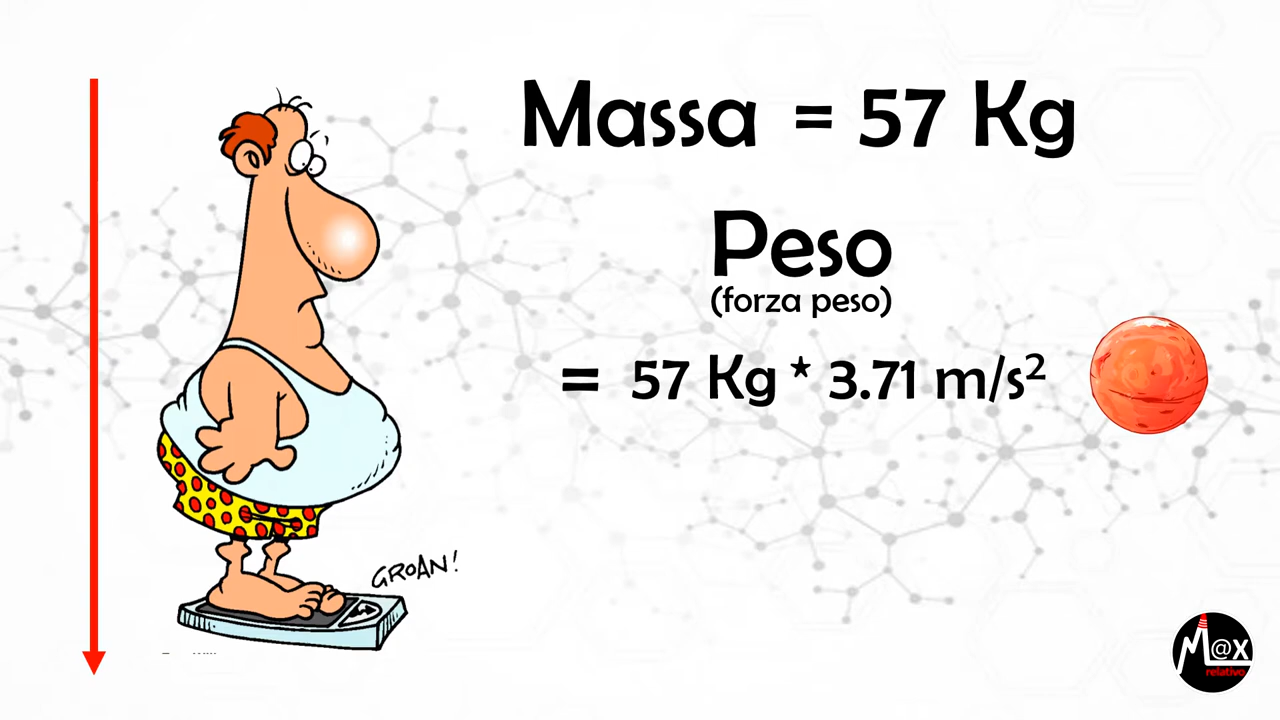 Massa = 57 Kg
Peso
(forza peso)
= 57 Kg * 3.71 m/s²
GROAN!
M@x
relativo